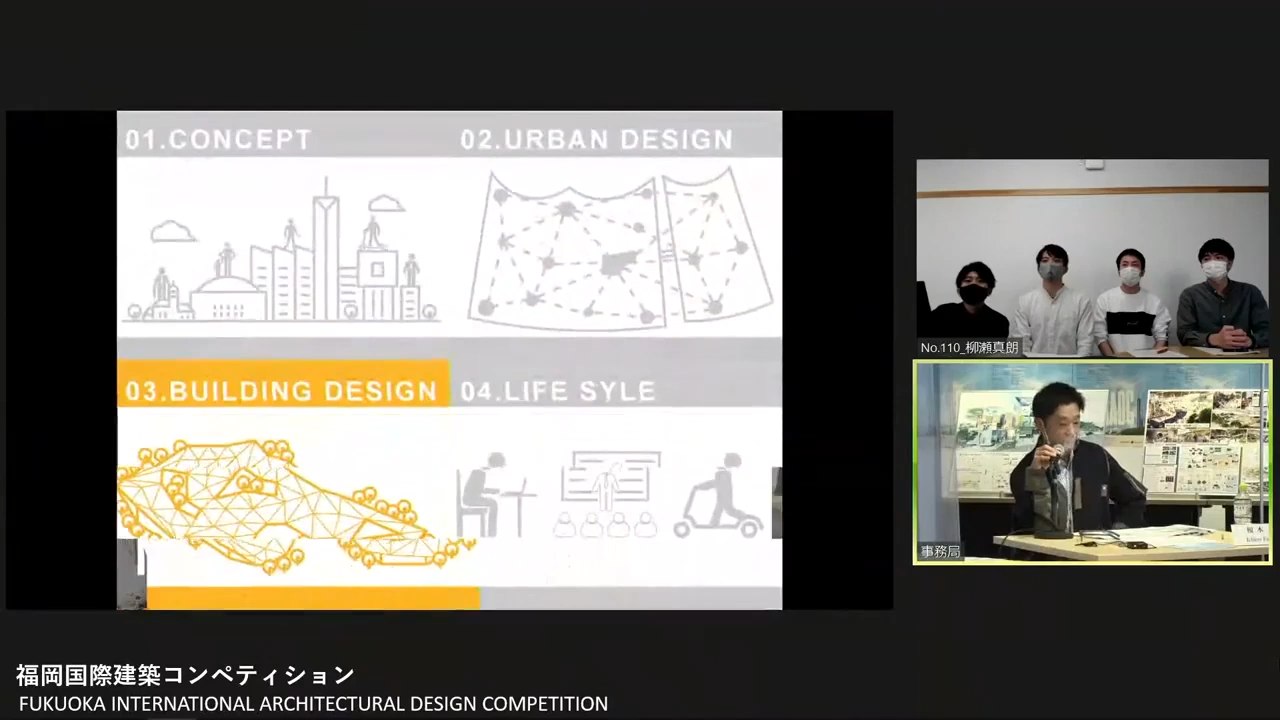 01.CONCEPT
02.URBAN DESIGN
03.BUILDING DESIGN
04.LIFE SYLE
No.110_柳瀬真朗
事務局
福岡国際建築コンペティション
FUKUOKA INTERNATIONAL ARCHITECTURAL DESIGN COMPETITION